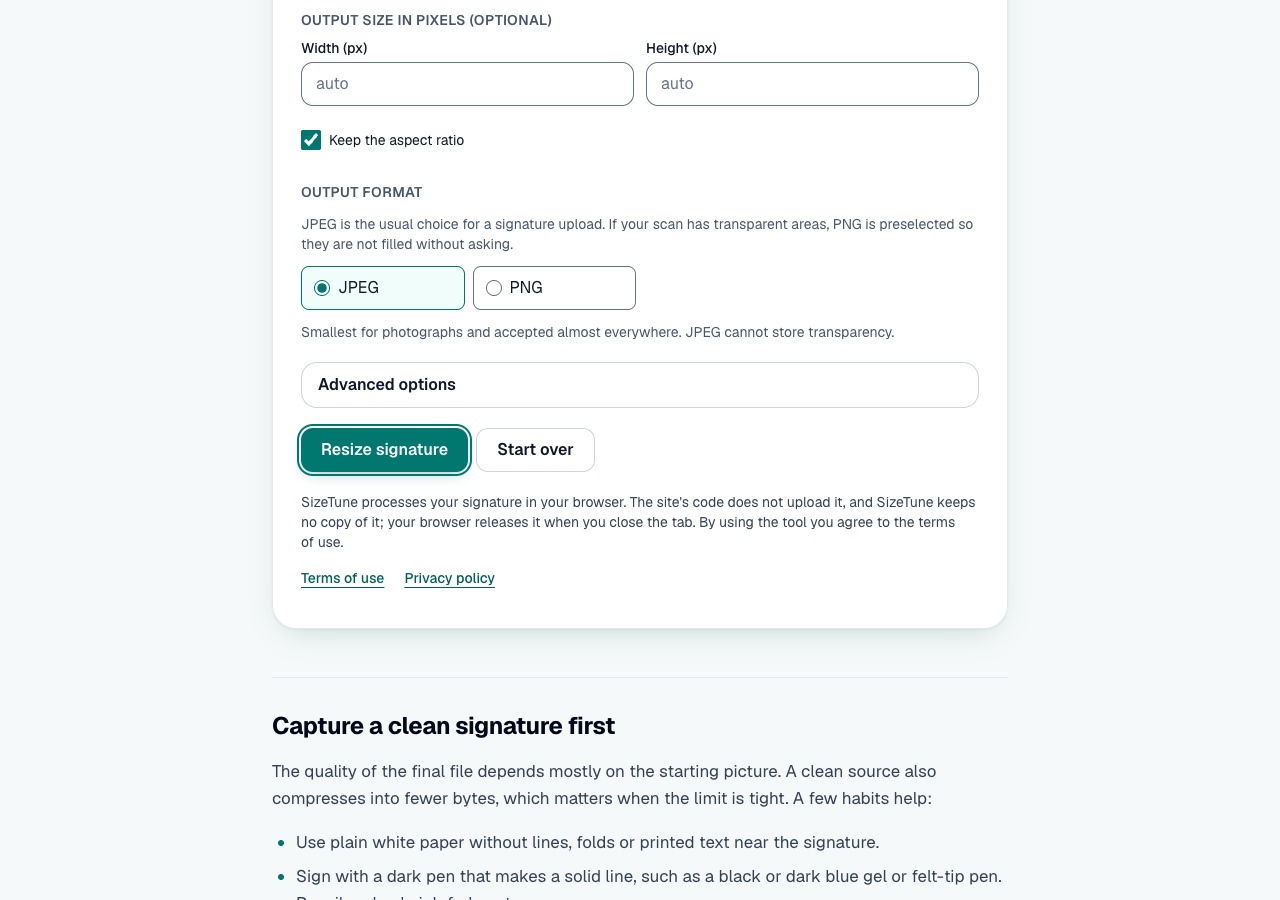 OUTPUT SIZE IN PIXELS (OPTIONAL)
Width (px)
Height (px)
auto
auto
Keep the aspect ratio
OUTPUT FORMAT
JPEG is the usual choice for a signature upload. If your scan has transparent areas, PNG is preselected so
they are not filled without asking.
JPEG
PNG
Smallest for photographs and accepted almost everywhere. JPEG cannot store transparency.
Advanced options
Resize signature
Start over
SizeTune processes your signature in your browser. The site's code does not upload it, and SizeTune keeps
no copy of it; your browser releases it when you close the tab. By using the tool you agree to the terms
of use.
Terms of use
Privacy policy
Capture a clean signature first
The quality of the final file depends mostly on the starting picture. A clean source also
compresses into fewer bytes, which matters when the limit is tight. A few habits help:
Use plain white paper without lines, folds or printed text near the signature.
Sign with a dark pen that makes a solid line, such as a black or dark blue gel or felt-tip pen.